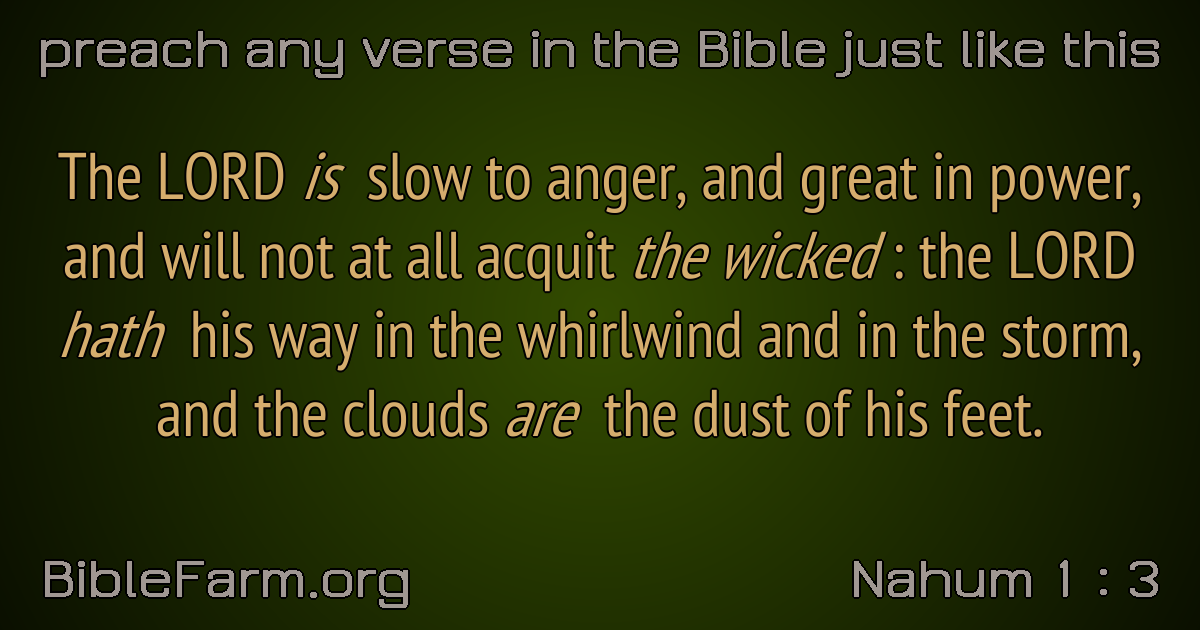 preach any verse in the Bible just like this
The LORD is slow to anger, and great in power,
and will not at all acquit the wicked : the LORD
hath his way in the whirlwind and in the storm,
and the clouds are the dust of his feet.
BibleFarm.org
Nahum 1 : 3